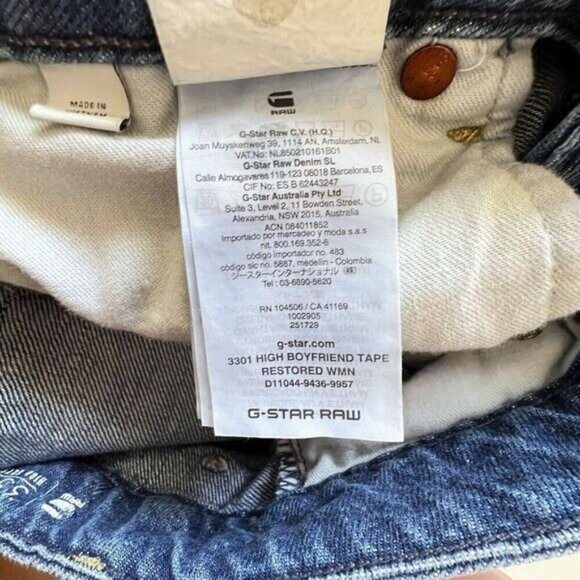 MADE IN
VIETNAM
RAW
G-Star Raw C.V. (H.Q.)
Joan Muyskenweg 39, 1114 AN, Amsterdam, NL
VAT.No: NL850210161B01
G-Star Raw Denim SL
Calle Almogavares 119-123 08018 Barcelona, ES
CIF No: ES B 62443247
G-Star Australia Pty Ltd
Suite 3, Level 2, 11 Bowden Street,
Alexandria, NSW 2015, Australia
ACN 084011852
Importado por mercadeo y moda s.a.s
nit. 800.169.352-6
código importador no. 483
código sic no. 5887, medellin - Colombia
ジースターインターナショナル (株)
Tel : 03-6890-5620
RN 104506 / CA 41169
1002905
251729
g-star.com
3301 HIGH BOYFRIEND TAPE
RESTORED WMN
D11044-9436-9957
G-STAR RAW